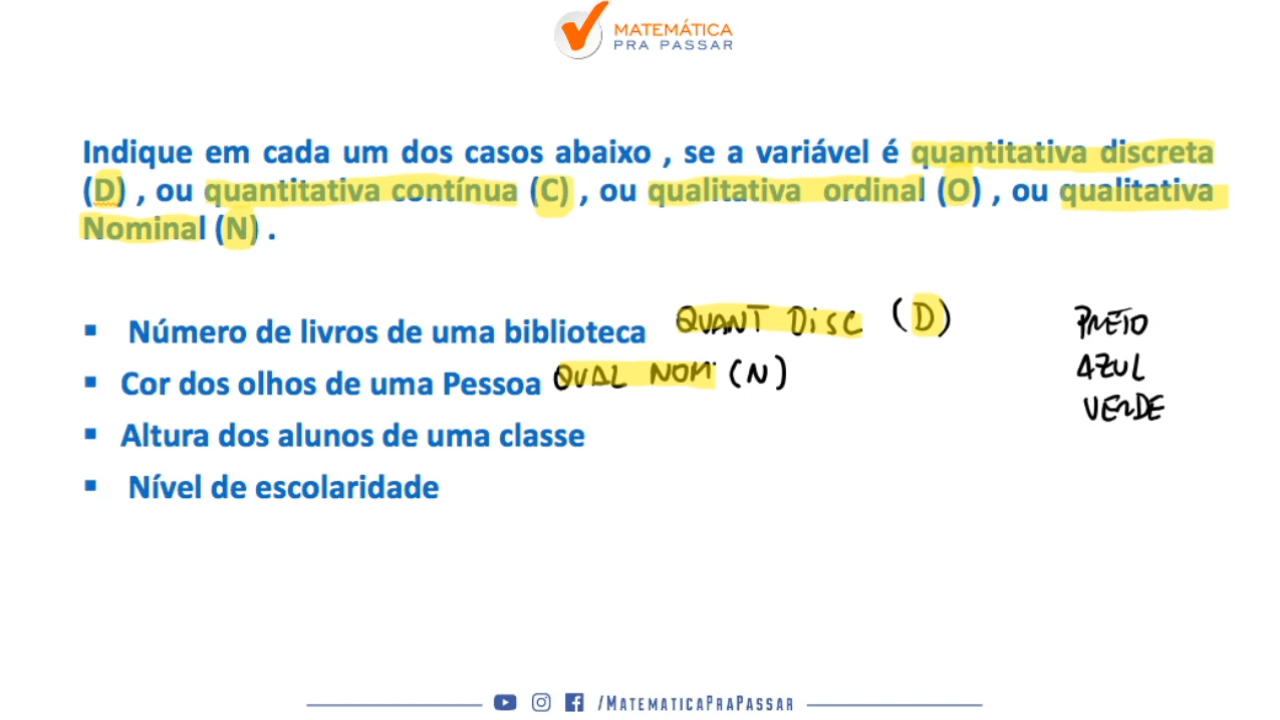 MATEMÁTICA
PRA PASSAR
Indique em cada um dos casos abaixo , se a variável é quantitativa discreta
(D) , ou quantitativa contínua (C) , ou qualitativa ordinal (O) , ou qualitativa
Nominal (N) .
▪ Número de livros de uma biblioteca QUANT DISC (D) PRETO
▪ Cor dos olhos de uma Pessoa QUAL NOM (N) AZUL
VERDE
▪ Altura dos alunos de uma classe
▪ Nível de escolaridade
/MATEMATICAPRAPASSAR